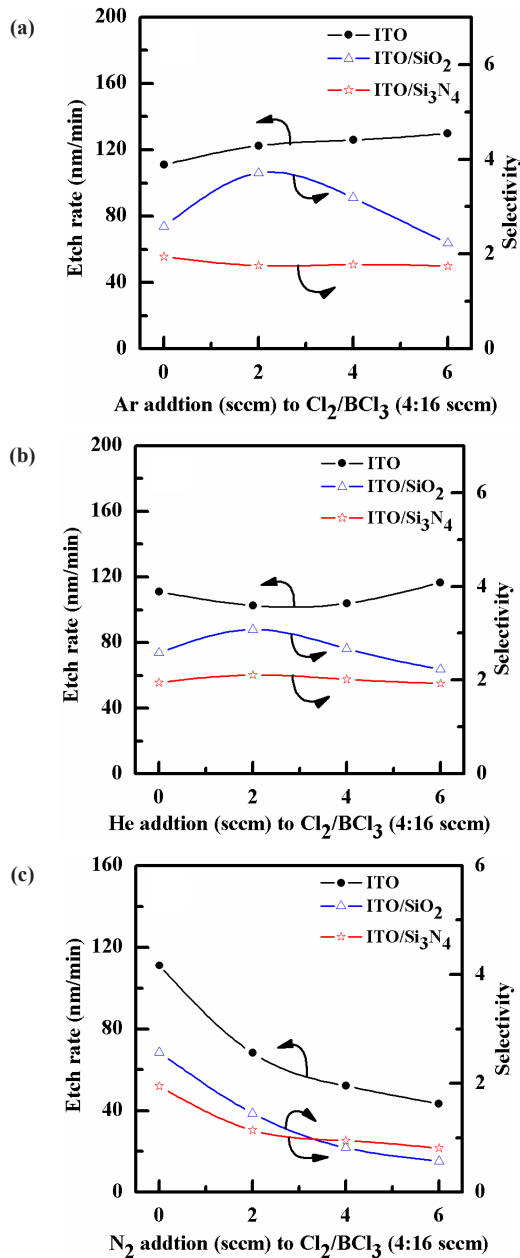 (a)
200
160
120
80
40
0
Etch rate (nm/min)
ITO
ITO/SiO₂
ITO/Si₃N₄
6
4
2
0
Selectivity
0 2 4 6
Ar addtion (sccm) to Cl₂/BCl₃ (4:16 sccm)
(b)
200
160
120
80
40
0
Etch rate (nm/min)
ITO
ITO/SiO₂
ITO/Si₃N₄
6
4
2
0
Selectivity
0 2 4 6
He addtion (sccm) to Cl₂/BCl₃ (4:16 sccm)
(c)
160
120
80
40
0
Etch rate (nm/min)
ITO
ITO/SiO₂
ITO/Si₃N₄
6
4
2
0
Selectivity
0 2 4 6
N₂ addtion (sccm) to Cl₂/BCl₃ (4:16 sccm)